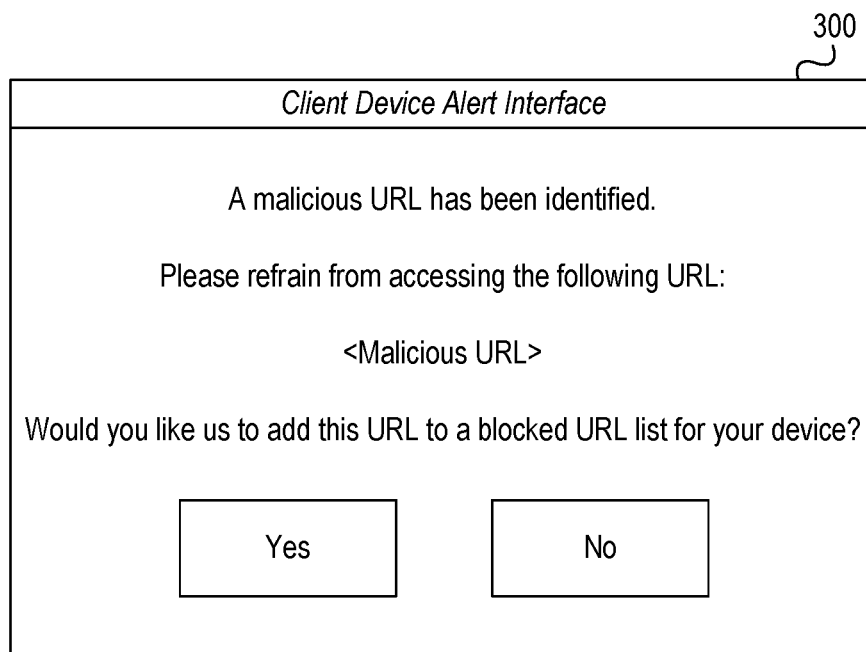 300
Client Device Alert Interface
A malicious URL has been identified.
Please refrain from accessing the following URL:
<Malicious URL>
Would you like us to add this URL to a blocked URL list for your device?
Yes No